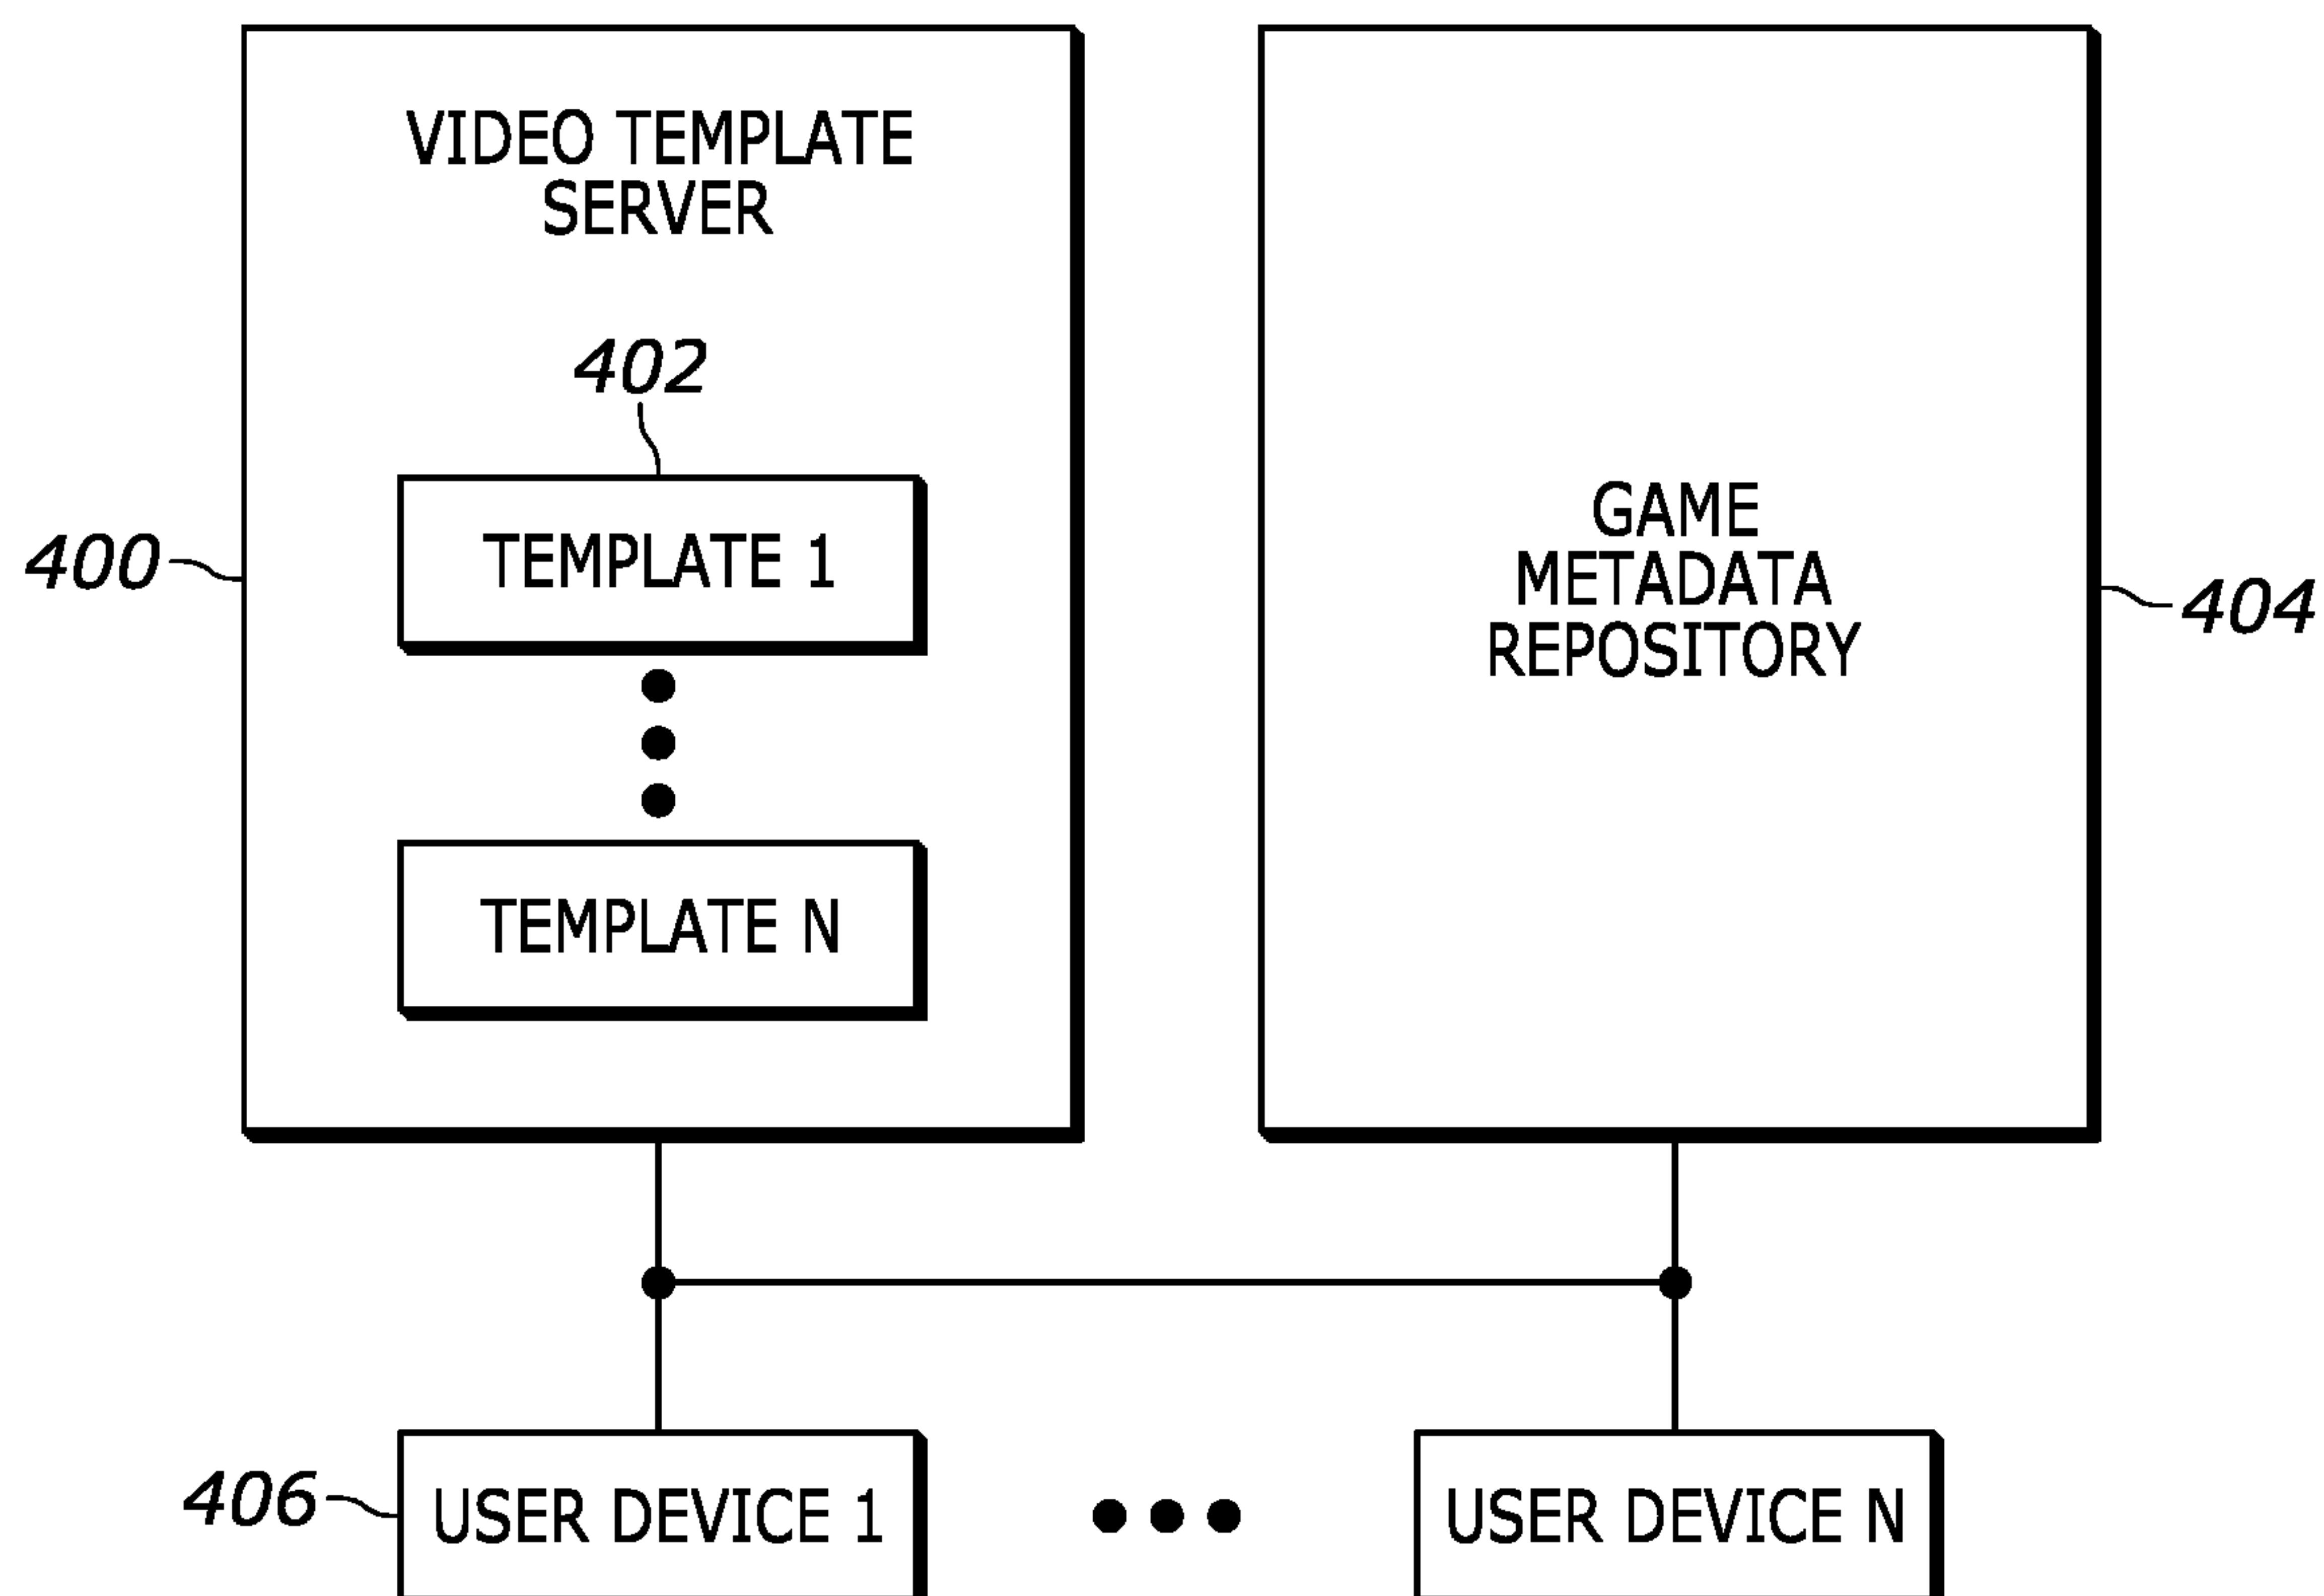 VIDEO TEMPLATE
SERVER
402
TEMPLATE 1
400
TEMPLATE N
GAME
METADATA
REPOSITORY
404
406
USER DEVICE 1
USER DEVICE N